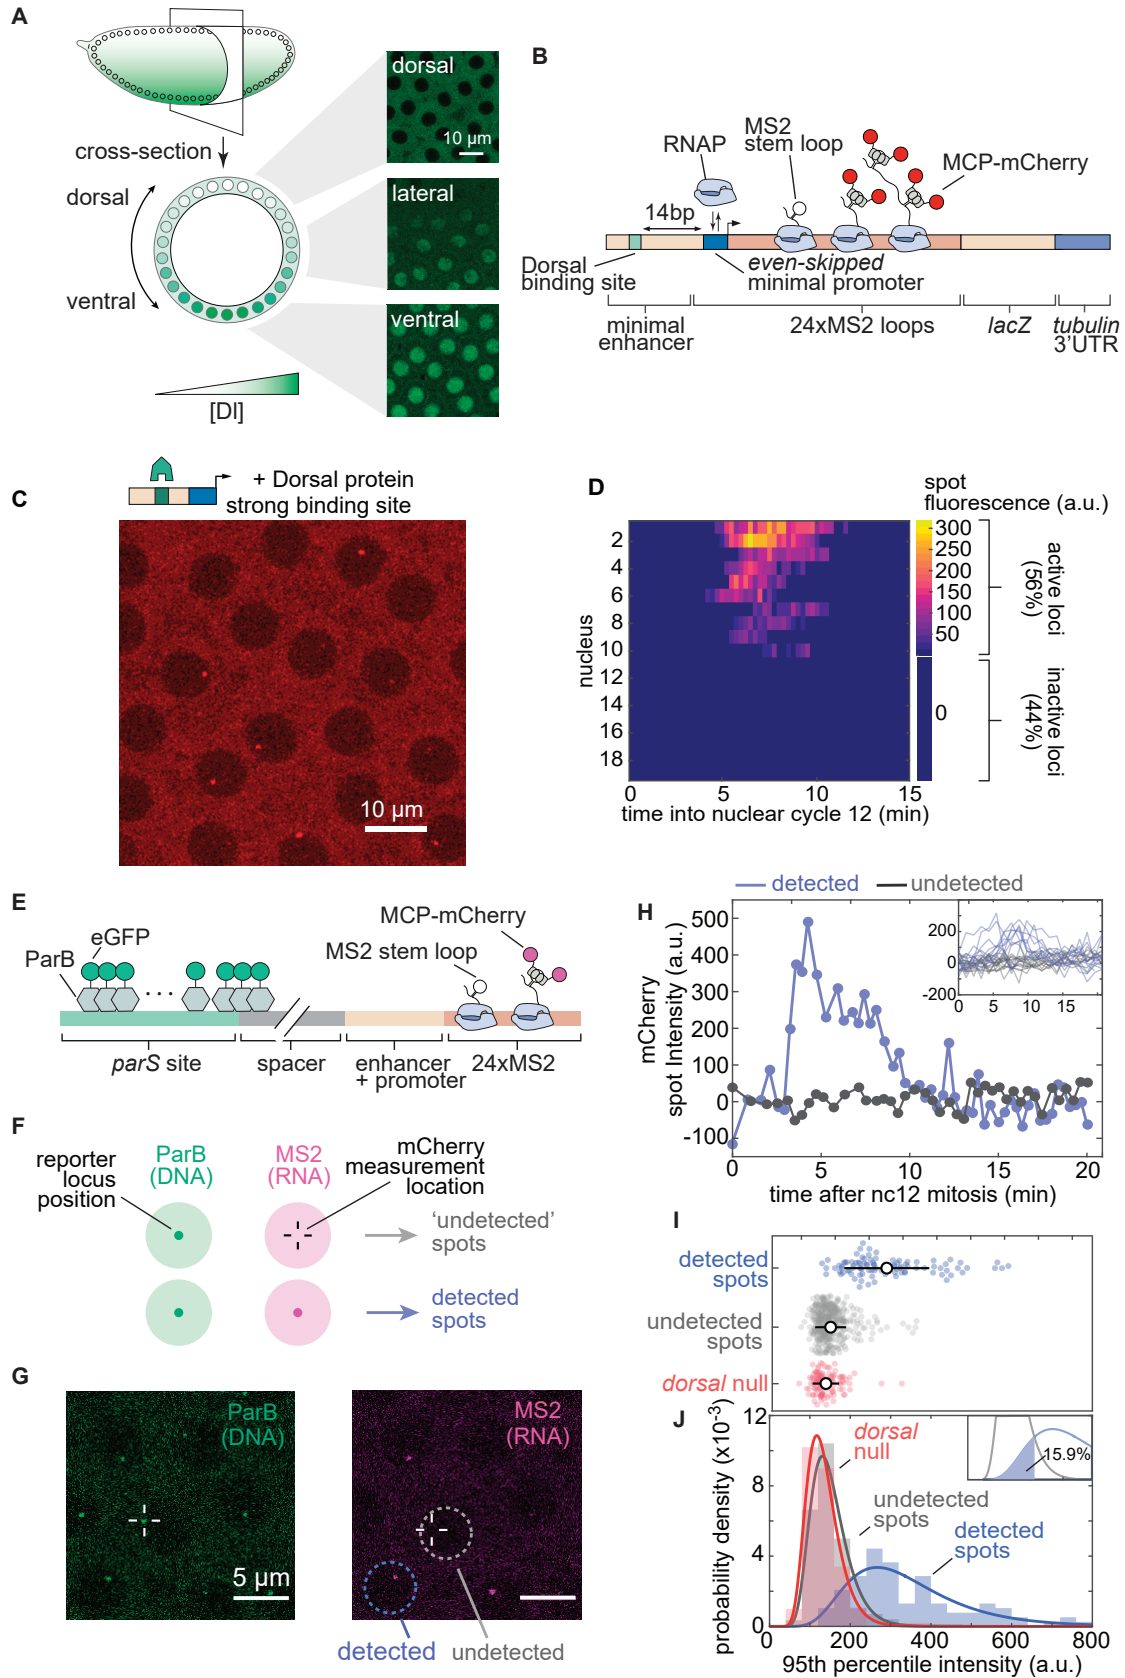 A
dorsal
10 µm
cross-section
dorsal
lateral
ventral
ventral
[Dl]
B
RNAP
MS2
stem loop
MCP-mCherry
14bp
Dorsal
binding site
even-skipped
minimal promoter
minimal
enhancer
24xMS2 loops
lacZ
tubulin
3'UTR
C
+ Dorsal protein
strong binding site
10 µm
D
spot
fluorescence (a.u.)
2
4
6
8
10
12
14
16
18
nucleus
0
5
10
15
time into nuclear cycle 12 (min)
300
250
200
150
100
50
0
active loci
(56%)
inactive loci
(44%)
E
ParB
eGFP
MCP-mCherry
MS2 stem loop
parS site
spacer
enhancer
+ promoter
24xMS2
F
reporter
locus
position
ParB
(DNA)
MS2
(RNA)
mCherry
measurement
location
'undetected'
spots
detected
spots
G
ParB
(DNA)
5 µm
MS2
(RNA)
detected
undetected
detected
undetected
H
mCherry
spot Intensity (a.u.)
500
400
300
200
100
0
-100
0
5
10
15
20
time after nc12 mitosis (min)
200
0
-200
0
5
10
15
I
detected
spots
undetected
spots
dorsal null
J
probability density (x10-3)
12
8
4
0
0
200
400
600
800
95th percentile intensity (a.u.)
dorsal
null
undetected
spots
detected
spots
15.9%